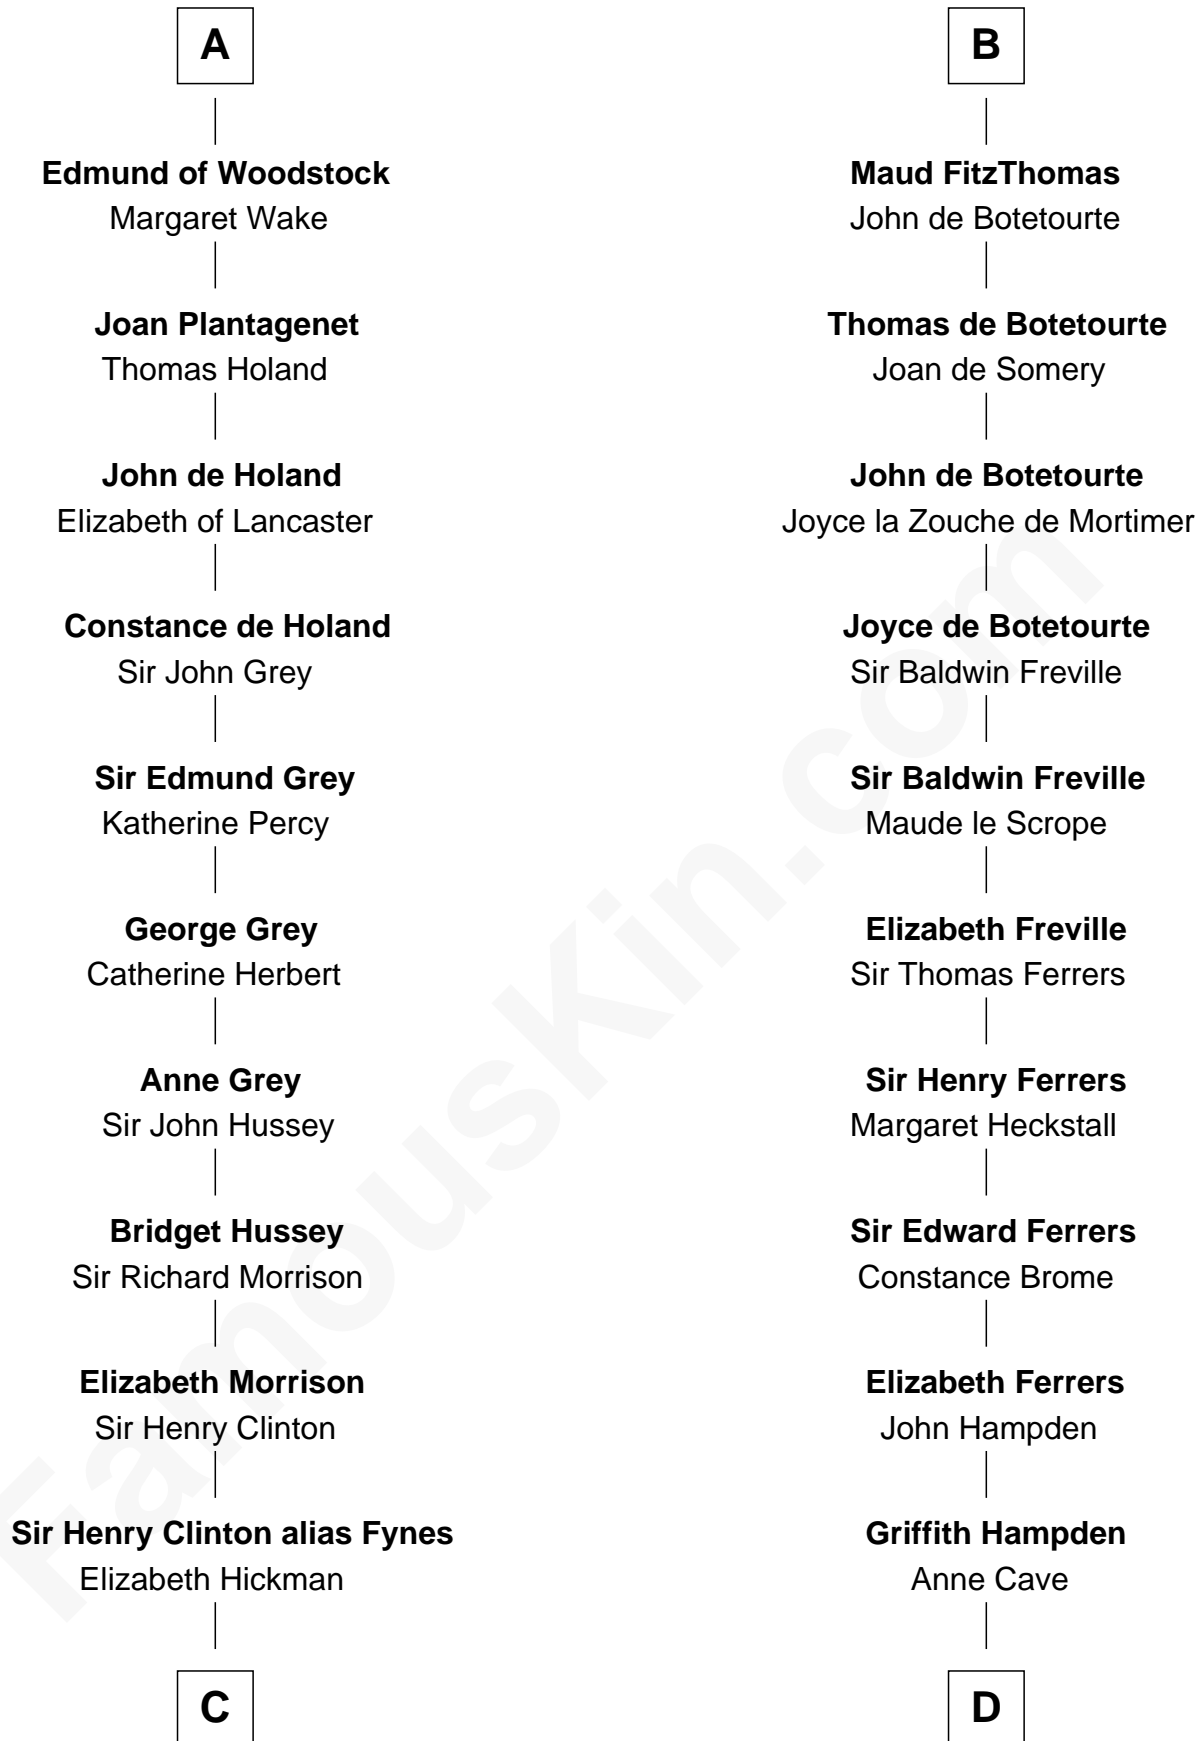 A
Edmund of Woodstock
Margaret Wake
Joan Plantagenet
Thomas Holand
John de Holand
Elizabeth of Lancaster
Constance de Holand
Sir John Grey
Sir Edmund Grey
Katherine Percy
George Grey
Catherine Herbert
Anne Grey
Sir John Hussey
Bridget Hussey
Sir Richard Morrison
Elizabeth Morrison
Sir Henry Clinton
Sir Henry Clinton alias Fynes
Elizabeth Hickman
C
B
Maud FitzThomas
John de Botetourte
Thomas de Botetourte
Joan de Somery
John de Botetourte
Joyce la Zouche de Mortimer
Joyce de Botetourte
Sir Baldwin Freville
Sir Baldwin Freville
Maude le Scrope
Elizabeth Freville
Sir Thomas Ferrers
Sir Henry Ferrers
Margaret Heckstall
Sir Edward Ferrers
Constance Brome
Elizabeth Ferrers
John Hampden
Griffith Hampden
Anne Cave
D
FamousKin.com